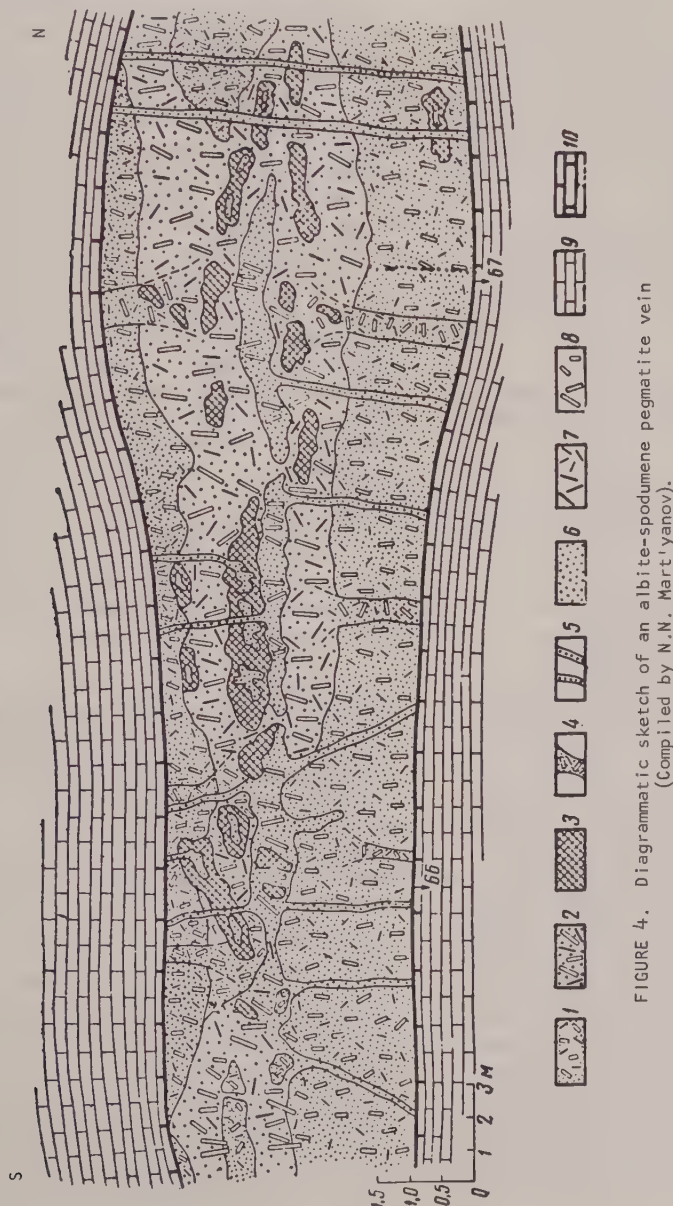 S
N
1,5
1,0
0,5
0
1 2 3 M
66
67
1 2 3 4 5 6 7 8 9 10
FIGURE 4. Diagrammatic sketch of an albite-spodumene pegmatite vein
(Compiled by N.N. Mart'yanov).